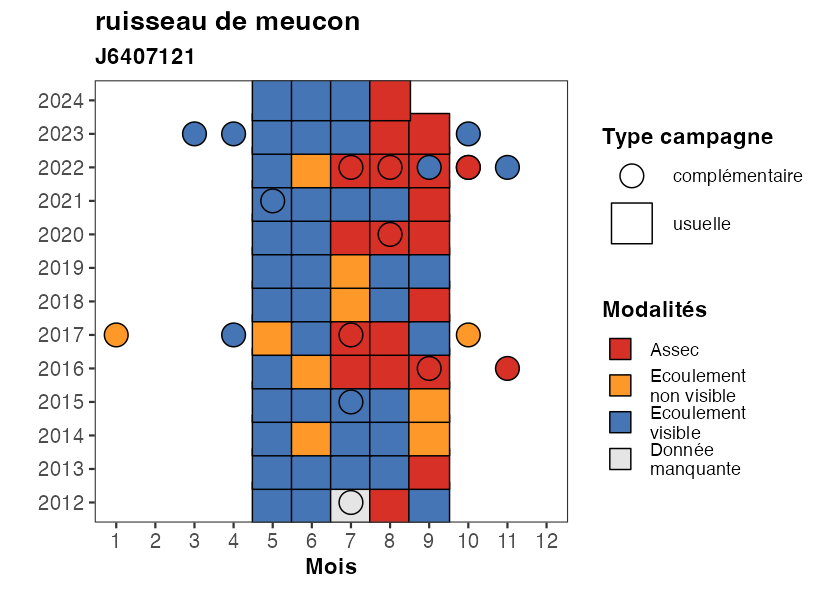 ruisseau de meucon
J6407121
2024
2023
2022
2021
2020
2019
2018
2017
2016
2015
2014
2013
2012
1 2 3 4 5 6 7 8 9 10 11 12
Mois
Type campagne
complémentaire
usuelle
Modalités
Assec
Ecoulement
non visible
Ecoulement
visible
Donnée
manquante